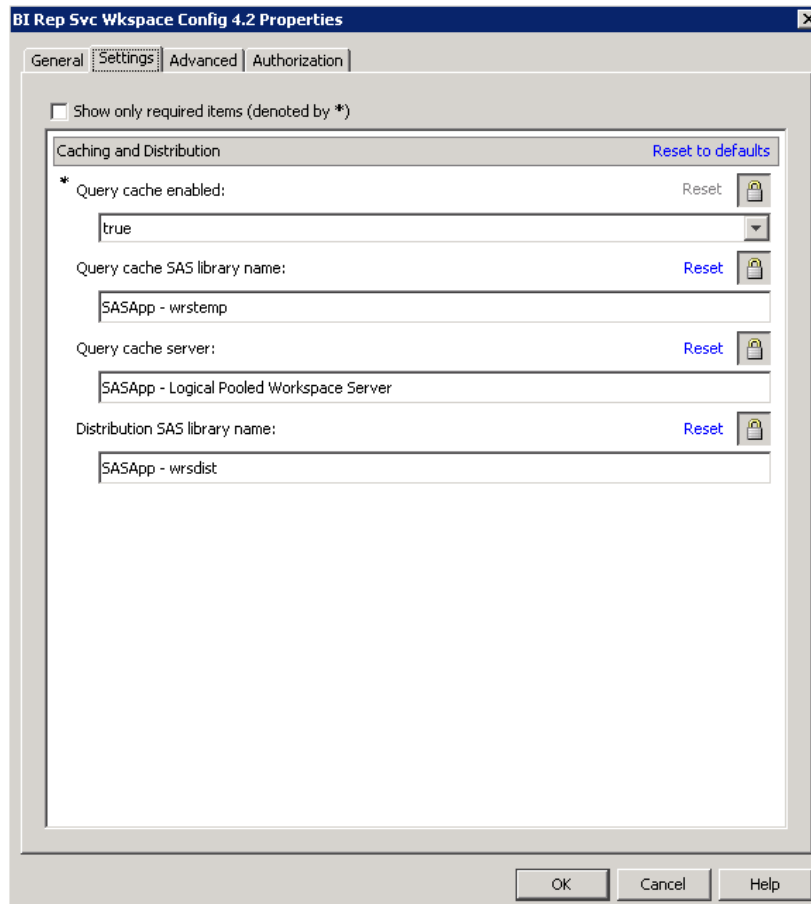 BI Rep Svc Wkspace Config 4.2 Properties
General Settings Advanced Authorization
Show only required items (denoted by *)
Caching and Distribution Reset to defaults
* Query cache enabled: Reset
true
Query cache SAS library name: Reset
SASApp - wrstemp
Query cache server: Reset
SASApp - Logical Pooled Workspace Server
Distribution SAS library name: Reset
SASApp - wrsdist
OK Cancel Help